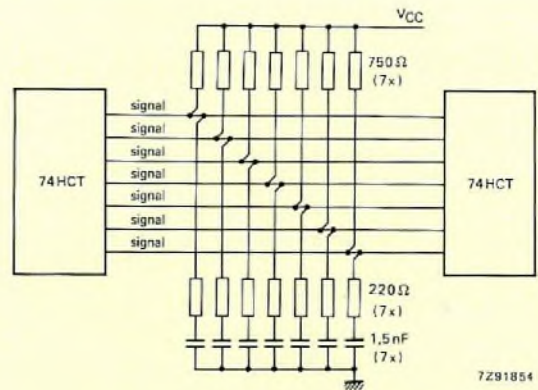 VCC
750Ω
(7x)
signal
signal
signal
signal
signal
signal
signal
74HCT
74HCT
220Ω
(7x)
1,5nF
(7x)
7Z91854